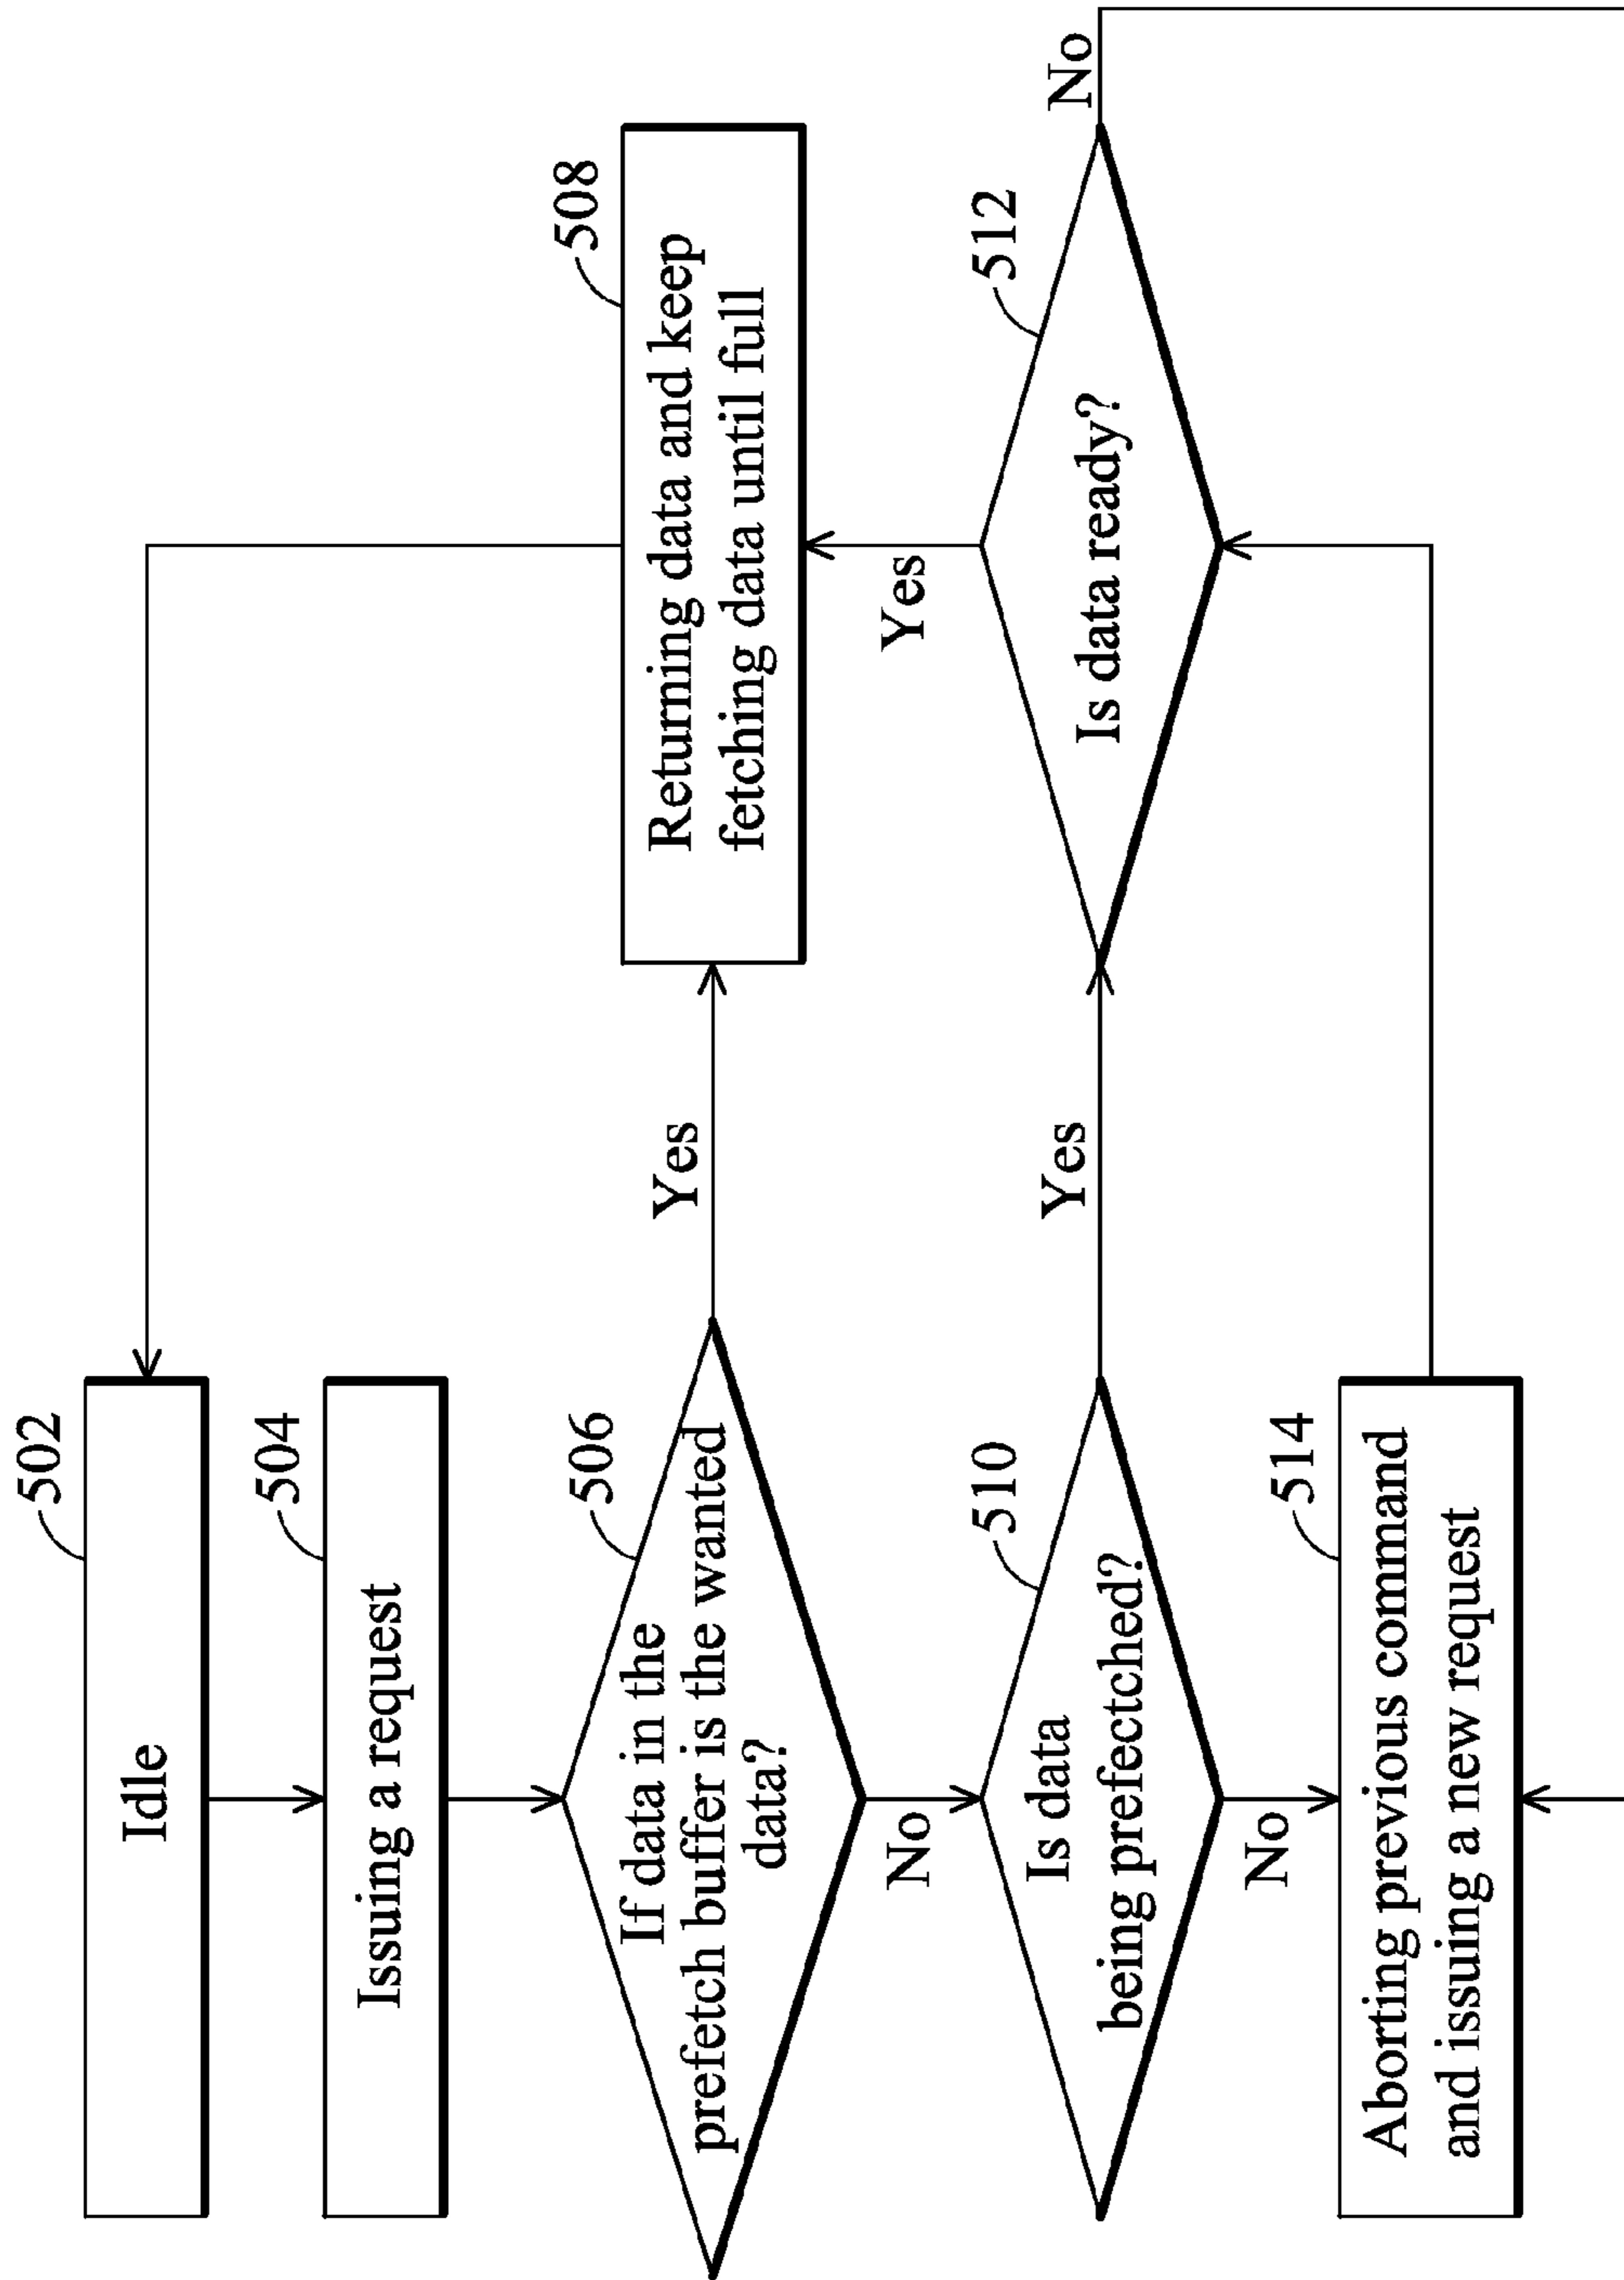 502
Idle
504
Issuing a request
506
If data in the
prefetch buffer is the wanted
data?
Yes
508
Returning data and keep
fetching data until full
No
510
Is data
being prefectched?
Yes
512
Is data ready?
Yes
No
No
514
Aborting previous command
and issuing a new request